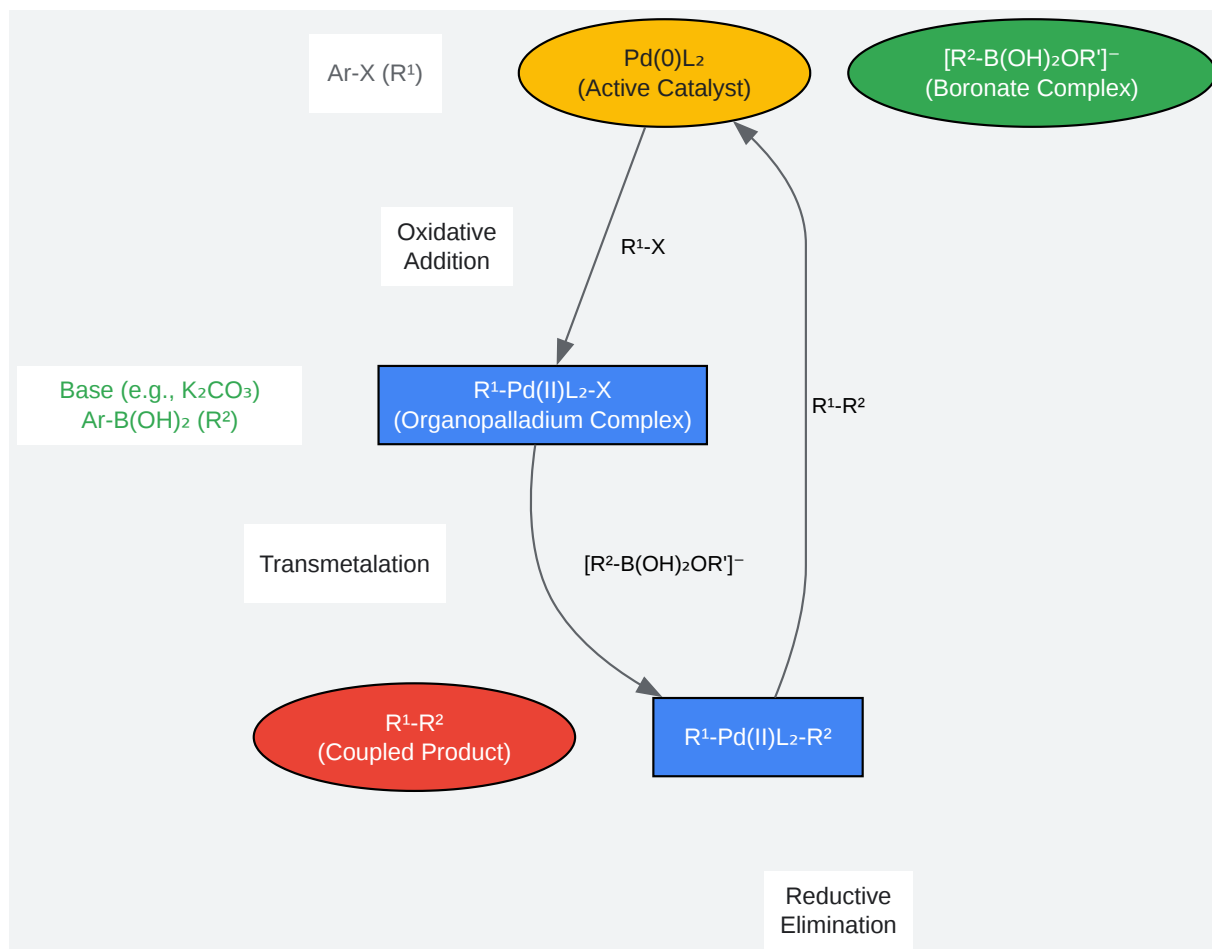 Ar-X (R¹)
Pd(0)L₂
(Active Catalyst)
[R²-B(OH)₂OR']⁻
(Boronate Complex)
Oxidative
Addition
R¹-X
Base (e.g., K₂CO₃)
Ar-B(OH)₂ (R²)
R¹-Pd(II)L₂-X
(Organopalladium Complex)
R¹-R²
Transmetalation
[R²-B(OH)₂OR']⁻
R¹-R²
(Coupled Product)
R¹-Pd(II)L₂-R²
Reductive
Elimination